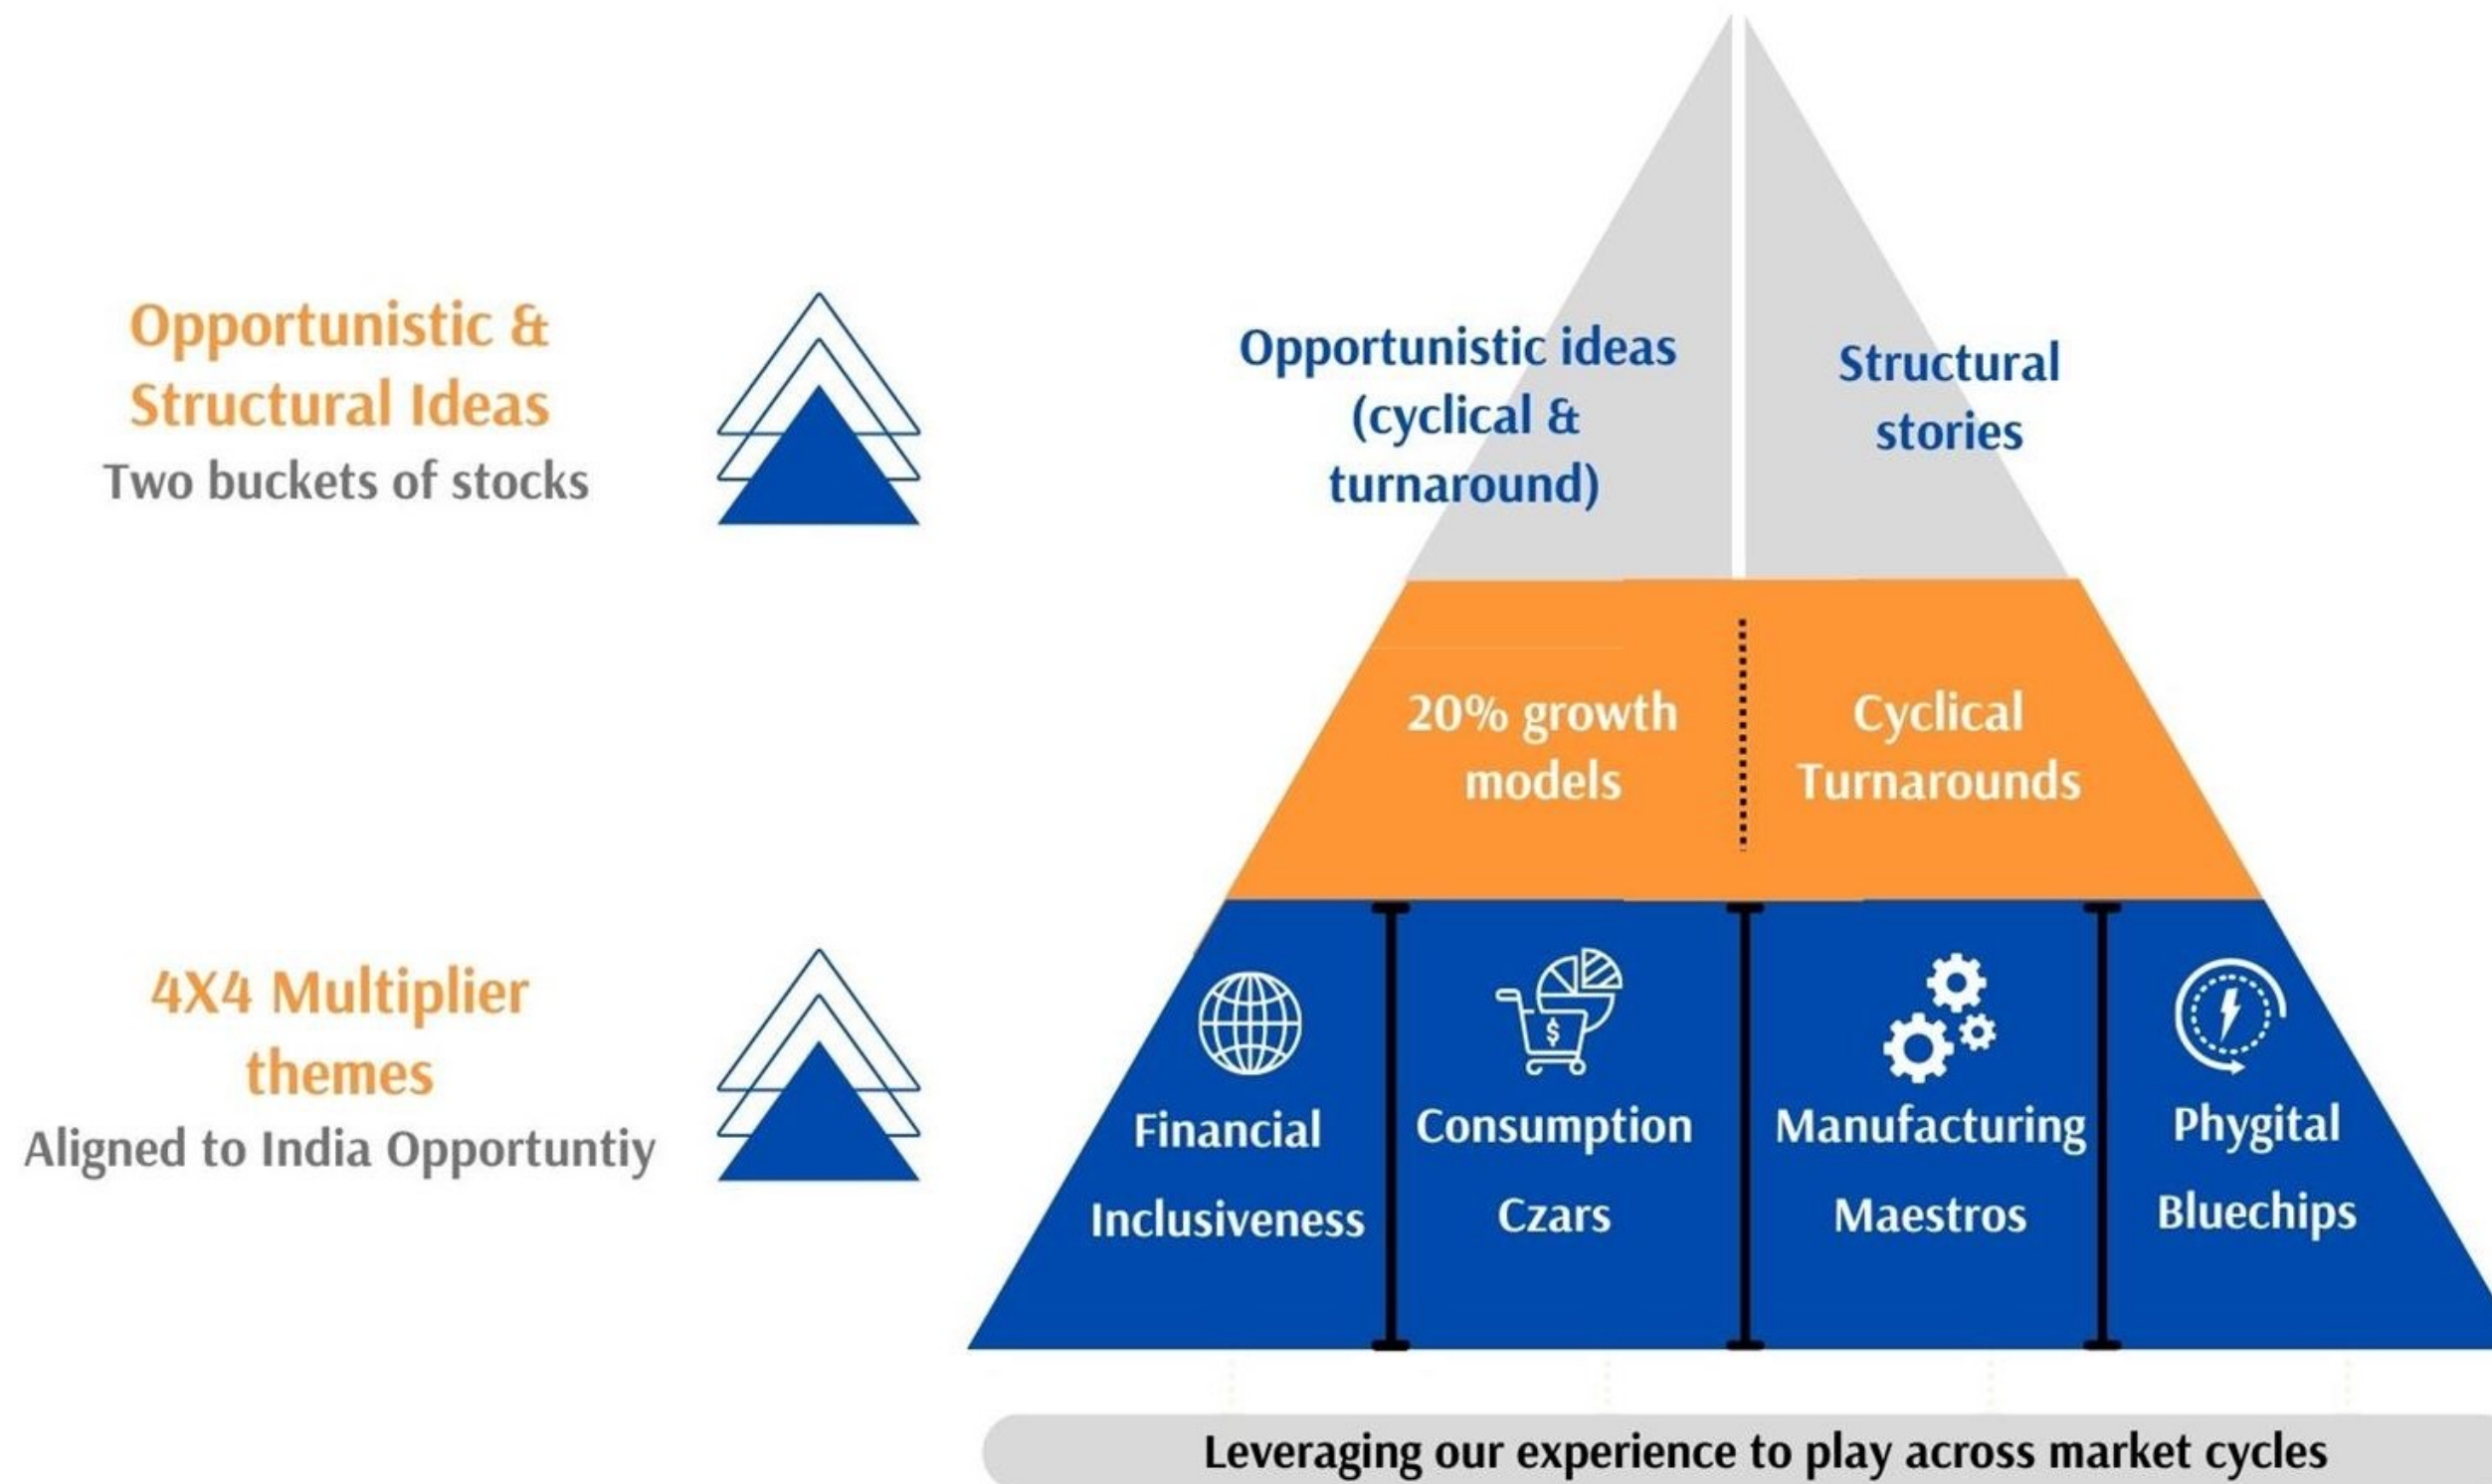 Opportunistic &
Structural Ideas
Two buckets of stocks
Opportunistic ideas
(cyclical &
turnaround)
Structural
stories
20% growth
models
Cyclical
Turnarounds
4X4 Multiplier
themes
Aligned to India Opportuntiy
$
Financial
Inclusiveness
Consumption
Czars
Manufacturing
Maestros
Phygital
Bluechips
Leveraging our experience to play across market cycles